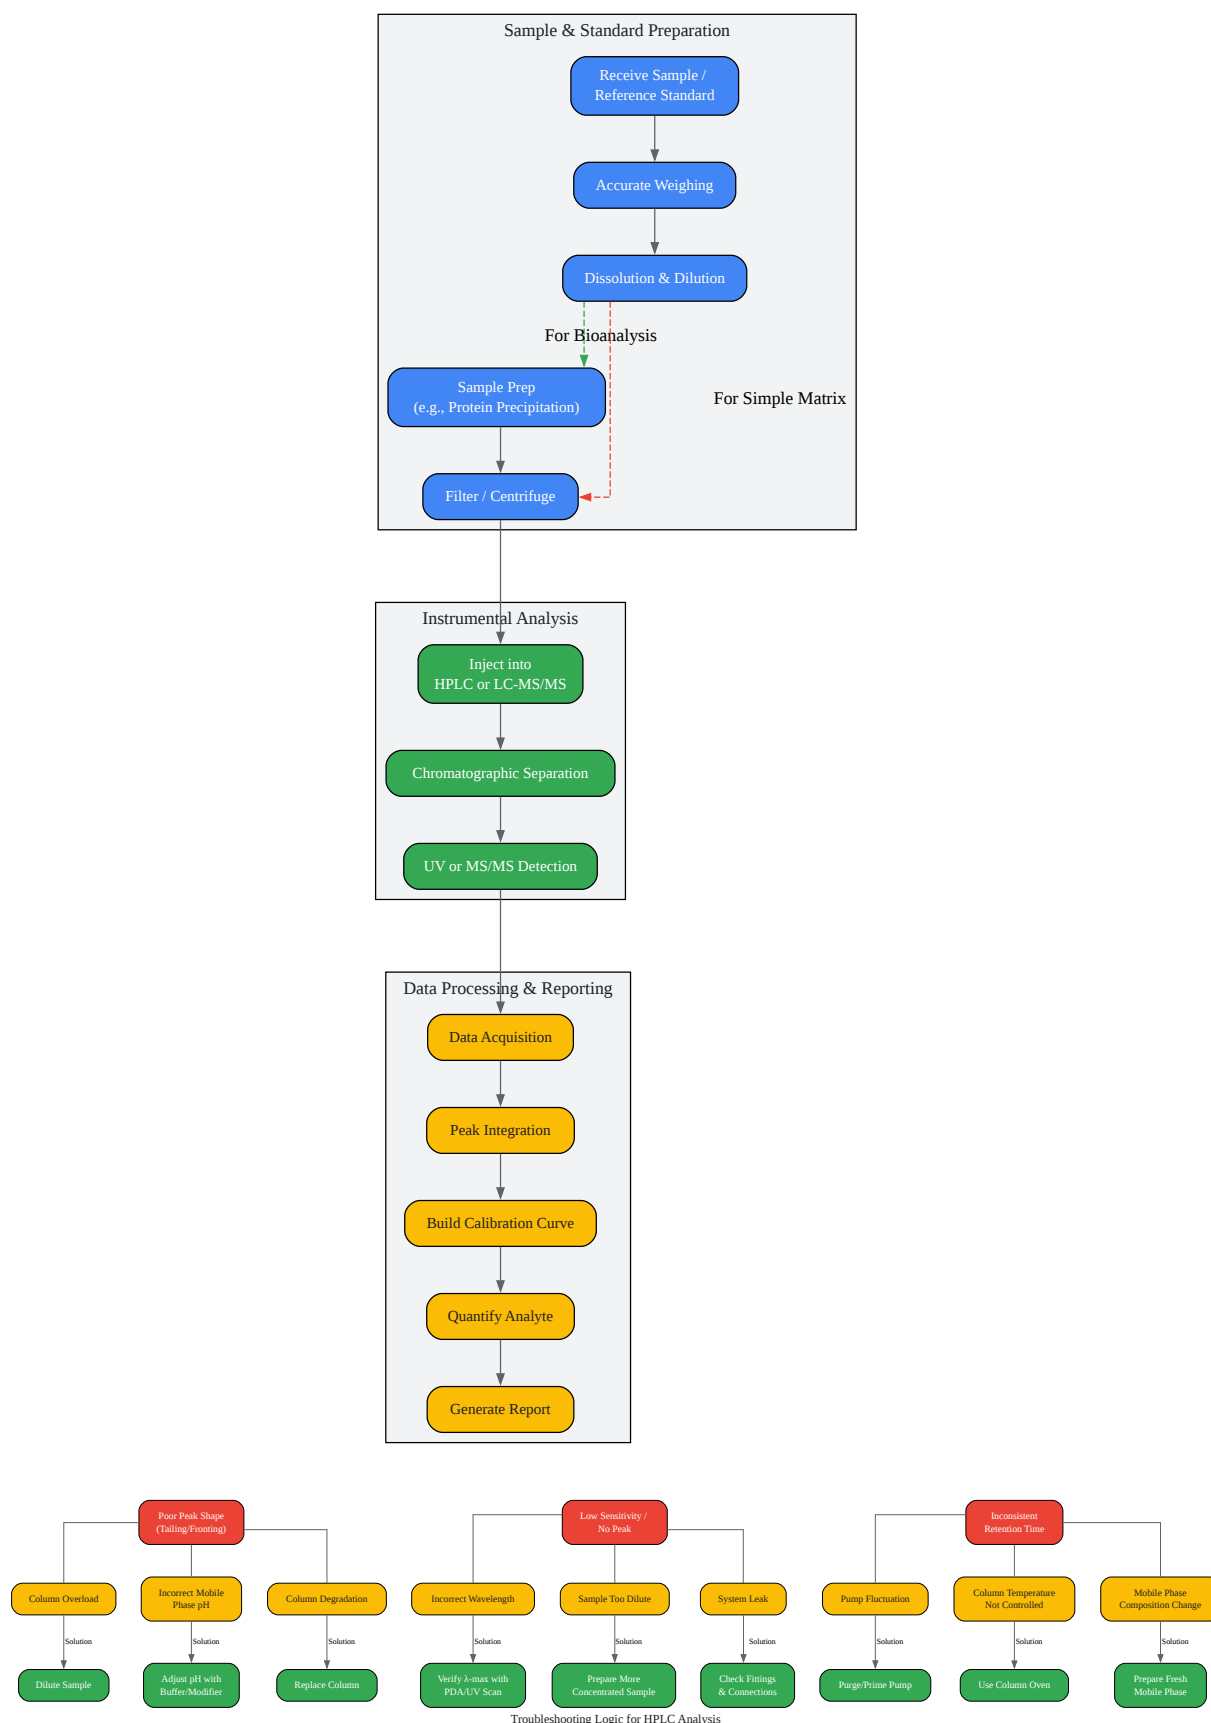 Sample & Standard Preparation
Receive Sample /
Reference Standard
Accurate Weighing
Dissolution & Dilution
For Bioanalysis
Sample Prep
(e.g., Protein Precipitation)
For Simple Matrix
Filter / Centrifuge
Instrumental Analysis
Inject into
HPLC or LC-MS/MS
Chromatographic Separation
UV or MS/MS Detection
Data Processing & Reporting
Data Acquisition
Peak Integration
Build Calibration Curve
Quantify Analyte
Generate Report
Poor Peak Shape
(Tailing/Fronting)
Low Sensitivity /
No Peak
Inconsistent
Retention Time
Column Overload
Incorrect Mobile
Phase pH
Column Degradation
Incorrect Wavelength
Sample Too Dilute
System Leak
Pump Fluctuation
Column Temperature
Not Controlled
Mobile Phase
Composition Change
Solution
Solution
Solution
Solution
Solution
Solution
Solution
Solution
Solution
Dilute Sample
Adjust pH with
Buffer/Modifier
Replace Column
Verify λ-max with
PDA/UV Scan
Prepare More
Concentrated Sample
Check Fittings
& Connections
Purge/Prime Pump
Use Column Oven
Prepare Fresh
Mobile Phase
Troubleshooting Logic for HPLC Analysis